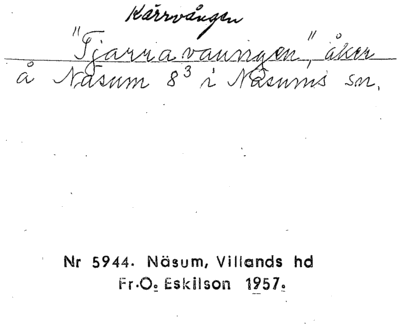 Kärrvången
"Tjarravaungen", åker
å Näsum 8³ i Näsums sn.
Nr 5944. Näsum, Villands hd
Fr.O. Eskilson 1957.